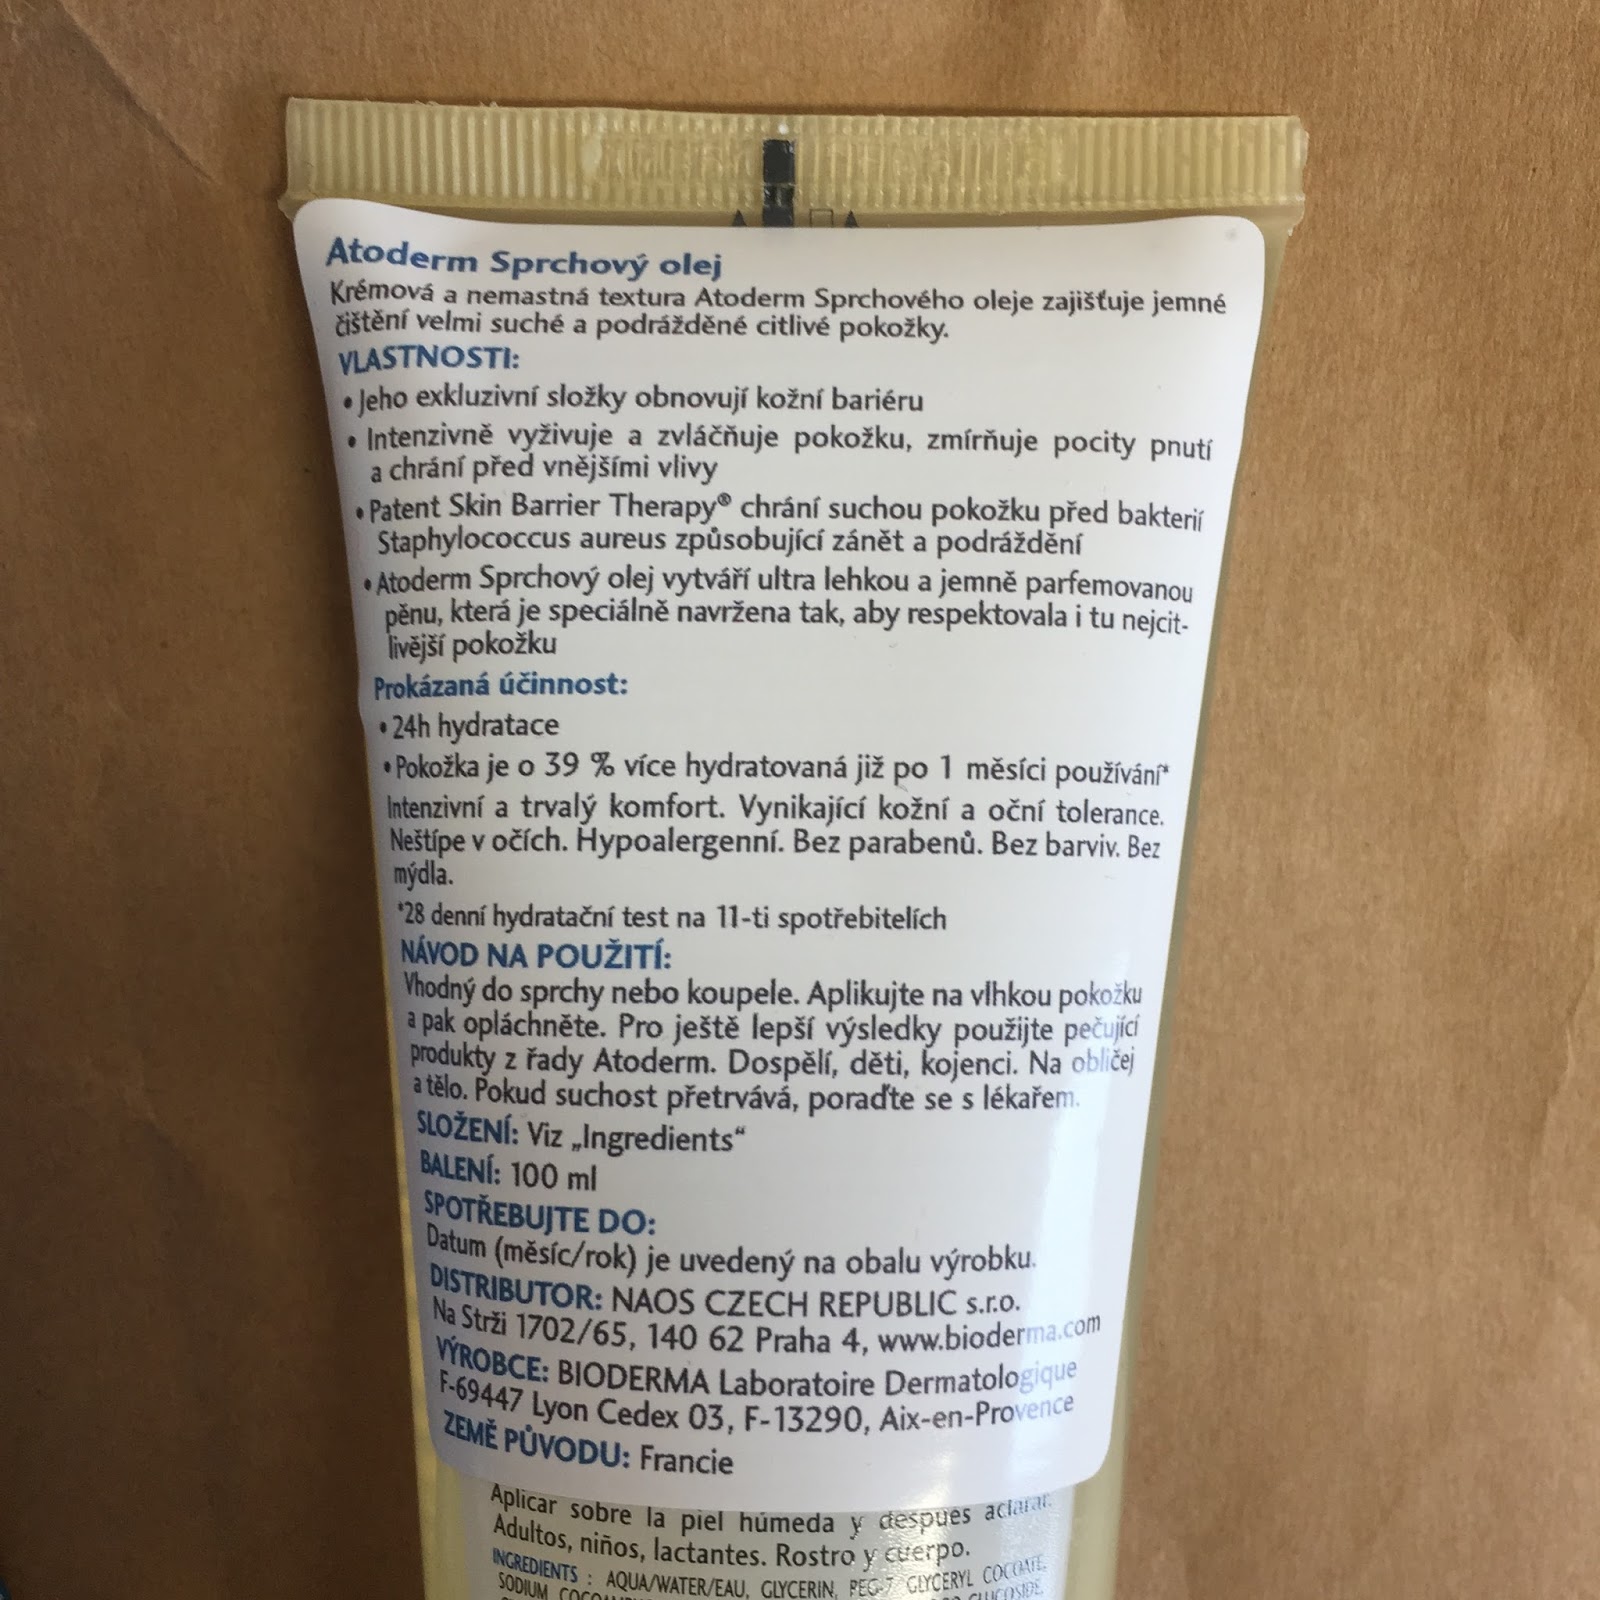 Atoderm Sprchový olej
Krémová a nemastná textura Atoderm Sprchového oleje zajišťuje jemné
čištění velmi suché a podrážděné citlivé pokožky.
VLASTNOSTI:
• Jeho exkluzivní složky obnovují kožní bariéru
• Intenzivně vyživuje a zvláčňuje pokožku, zmírňuje pocity pnutí
a chrání před vnějšími vlivy
• Patent Skin Barrier Therapy® chrání suchou pokožku před bakterií
Staphylococcus aureus způsobující zánět a podráždění
• Atoderm Sprchový olej vytváří ultra lehkou a jemně parfemovanou
pěnu, která je speciálně navržena tak, aby respektovala i tu nejcit-
livější pokožku
Prokázaná účinnost:
• 24h hydratace
• Pokožka je o 39 % více hydratovaná již po 1 měsíci používání*
Intenzivní a trvalý komfort. Vynikající kožní a oční tolerance.
Neštípe v očích. Hypoalergenní. Bez parabenů. Bez barviv. Bez
mýdla.
*28 denní hydratační test na 11-ti spotřebitelích
NÁVOD NA POUŽITÍ:
Vhodný do sprchy nebo koupele. Aplikujte na vlhkou pokožku
a pak opláchněte. Pro ještě lepší výsledky použijte pečující
produkty z řady Atoderm. Dospělí, děti, kojenci. Na obličej
a tělo. Pokud suchost přetrvává, poraďte se s lékařem.
SLOŽENÍ: Viz „Ingredients“
BALENÍ: 100 ml
SPOTŘEBUJTE DO:
Datum (měsíc/rok) je uvedený na obalu výrobku.
DISTRIBUTOR: NAOS CZECH REPUBLIC s.r.o.
Na Strži 1702/65, 140 62 Praha 4, www.bioderma.com
VÝROBCE: BIODERMA Laboratoire Dermatologique
F-69447 Lyon Cedex 03, F-13290, Aix-en-Provence
ZEMĚ PŮVODU: Francie
Aplicar sobre la piel húmeda y después aclarar.
Adultos, niños, lactantes. Rostro y cuerpo.
INGREDIENTS : AQUA/WATER/EAU, GLYCERIN, PEG-7 GLYCERYL COCOATE,
SODIUM